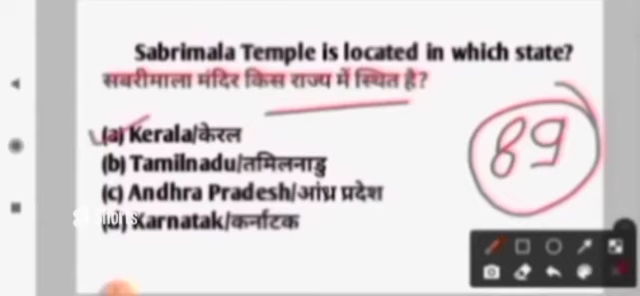 Sabrimala Temple is located in which state?
सबरीमाला मंदिर किस राज्य में स्थित है?
(a) Kerala/केरल
89
(b) Tamilnadu/तमिलनाडु
(c) Andhra Pradesh/आंध्र प्रदेश
(d) Karnatak/कर्नाटक
Shorts